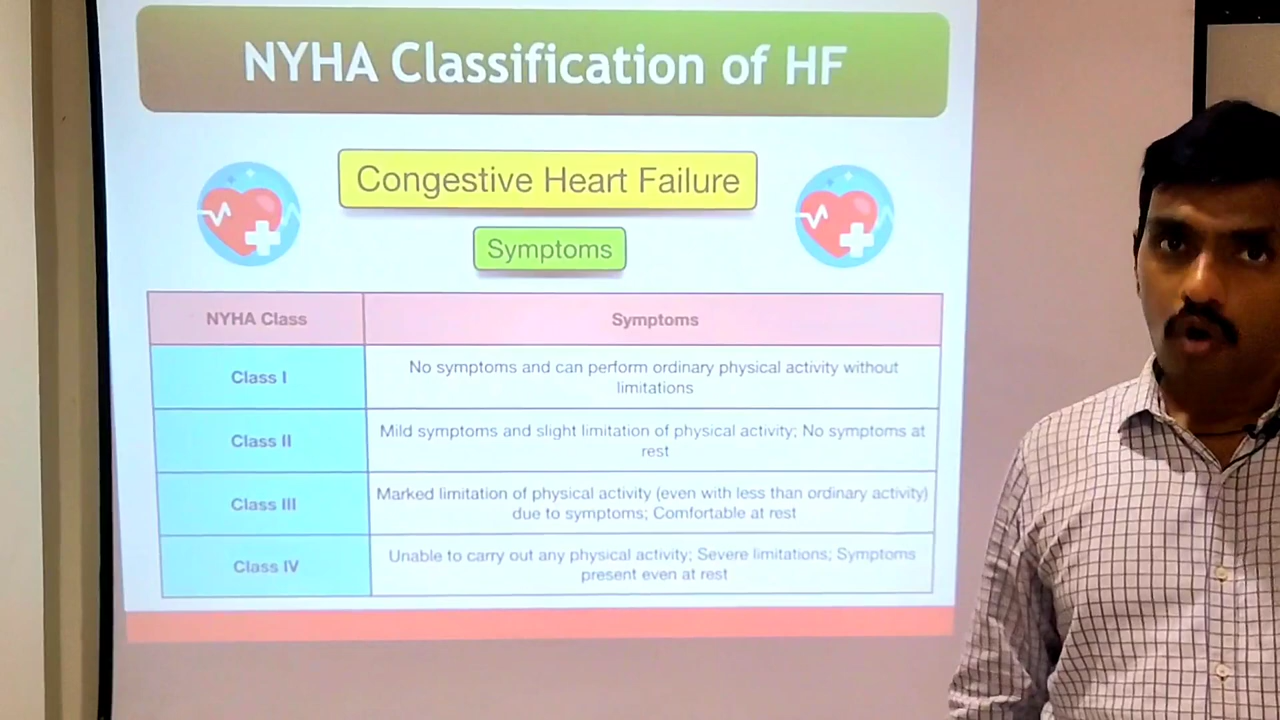 NYHA Classification of HF
Congestive Heart Failure
Symptoms
NYHA Class
Symptoms
Class I
No symptoms and can perform ordinary physical activity without
limitations
Class II
Mild symptoms and slight limitation of physical activity; No symptoms at
rest
Class III
Marked limitation of physical activity (even with less than ordinary activity)
due to symptoms; Comfortable at rest
Class IV
Unable to carry out any physical activity; Severe limitations; Symptoms
present even at rest